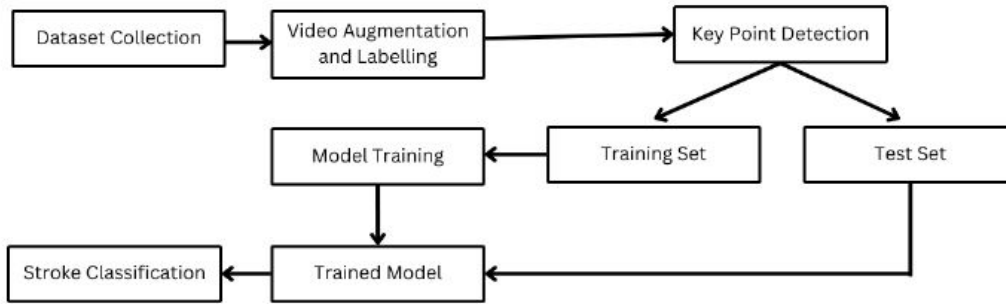 Dataset Collection
Video Augmentation
and Labelling
Key Point Detection
Model Training
Training Set
Test Set
Stroke Classification
Trained Model